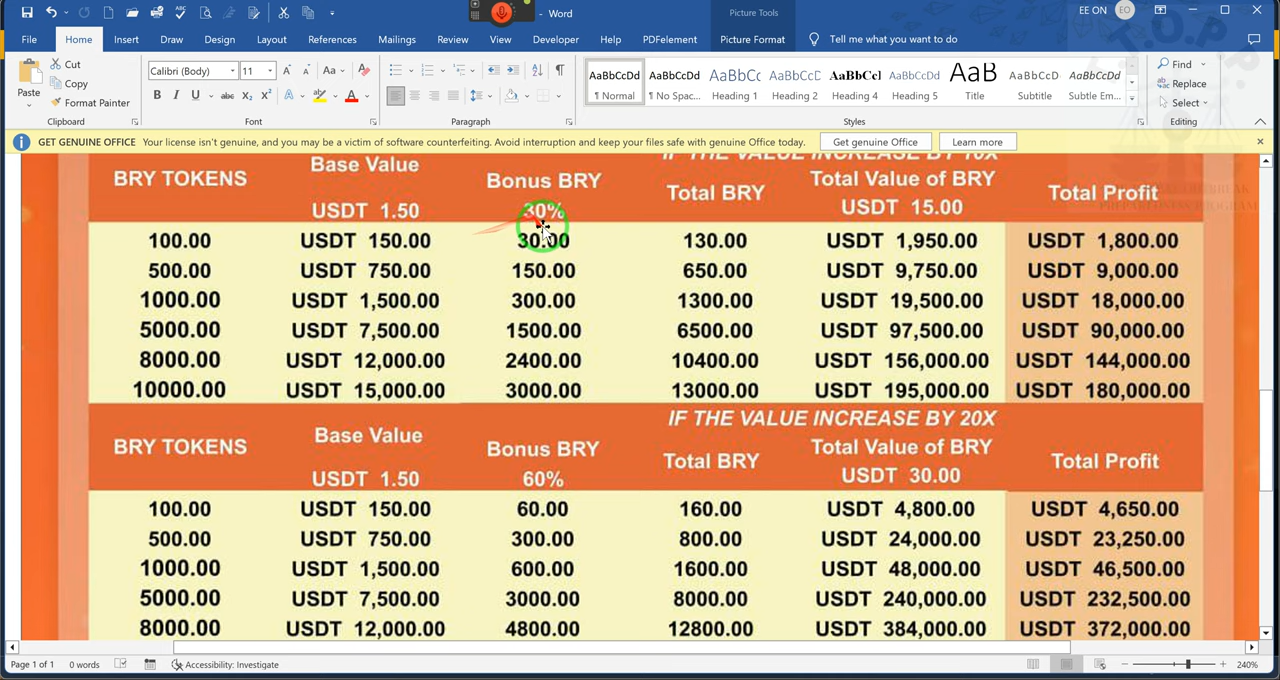 - Word
Picture Tools
EE ON
EO
File Home Insert Draw Design Layout References Mailings Review View Developer Help PDFelement Picture Format Tell me what you want to do
Paste
Cut
Copy
Format Painter
Clipboard
Calibri (Body) 11
Font
Paragraph
AaBbCcDd AaBbCcDd AaBbCc AaBbCcD AaBbCcI AaBbCcDd AaB AaBbCcD AaBbCcDd
¶ Normal ¶ No Spac... Heading 1 Heading 2 Heading 4 Heading 5 Title Subtitle Subtle Em...
Styles
Find
Replace
Select
Editing
GET GENUINE OFFICE Your license isn't genuine, and you may be a victim of software counterfeiting. Avoid interruption and keep your files safe with genuine Office today. Get genuine Office Learn more
IF THE VALUE INCREASE BY 10X
BRY TOKENS Base Value Bonus BRY Total BRY Total Value of BRY Total Profit
USDT 1.50 30% USDT 15.00
100.00 USDT 150.00 30.00 130.00 USDT 1,950.00 USDT 1,800.00
500.00 USDT 750.00 150.00 650.00 USDT 9,750.00 USDT 9,000.00
1000.00 USDT 1,500.00 300.00 1300.00 USDT 19,500.00 USDT 18,000.00
5000.00 USDT 7,500.00 1500.00 6500.00 USDT 97,500.00 USDT 90,000.00
8000.00 USDT 12,000.00 2400.00 10400.00 USDT 156,000.00 USDT 144,000.00
10000.00 USDT 15,000.00 3000.00 13000.00 USDT 195,000.00 USDT 180,000.00
IF THE VALUE INCREASE BY 20X
BRY TOKENS Base Value Bonus BRY Total BRY Total Value of BRY Total Profit
USDT 1.50 60% USDT 30.00
100.00 USDT 150.00 60.00 160.00 USDT 4,800.00 USDT 4,650.00
500.00 USDT 750.00 300.00 800.00 USDT 24,000.00 USDT 23,250.00
1000.00 USDT 1,500.00 600.00 1600.00 USDT 48,000.00 USDT 46,500.00
5000.00 USDT 7,500.00 3000.00 8000.00 USDT 240,000.00 USDT 232,500.00
8000.00 USDT 12,000.00 4800.00 12800.00 USDT 384,000.00 USDT 372,000.00
Page 1 of 1 0 words Accessibility: Investigate 240%